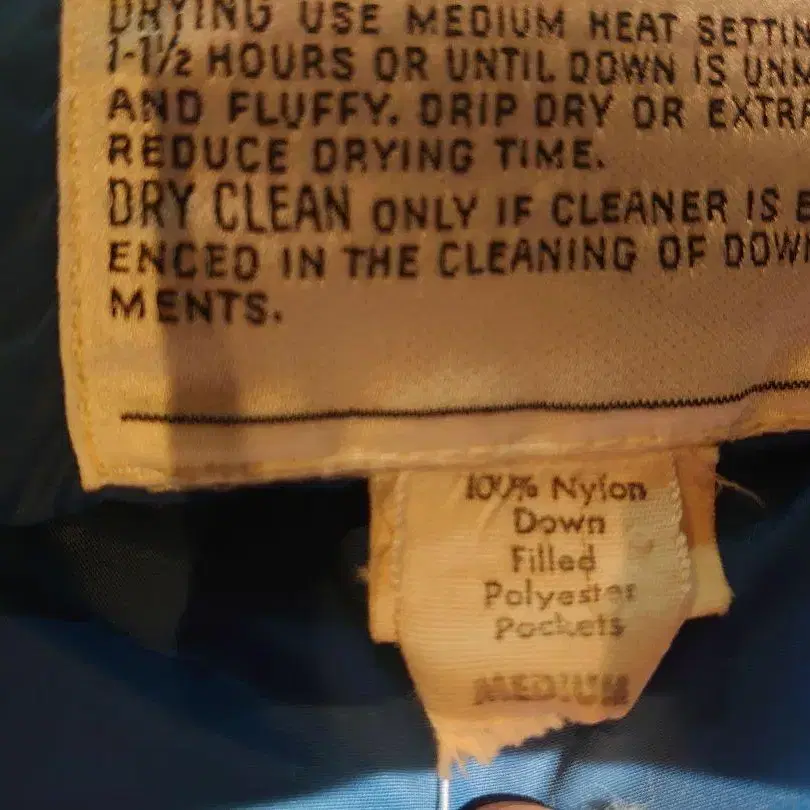 DRYING USE MEDIUM HEAT SETTIN
1-1½ HOURS OR UNTIL DOWN IS UNM
AND FLUFFY. DRIP DRY OR EXTRA
REDUCE DRYING TIME.
DRY CLEAN ONLY IF CLEANER IS E
ENCED IN THE CLEANING OF DOWN
MENTS.
100% Nylon
Down
Filled
Polyester
Pockets
MEDIUM